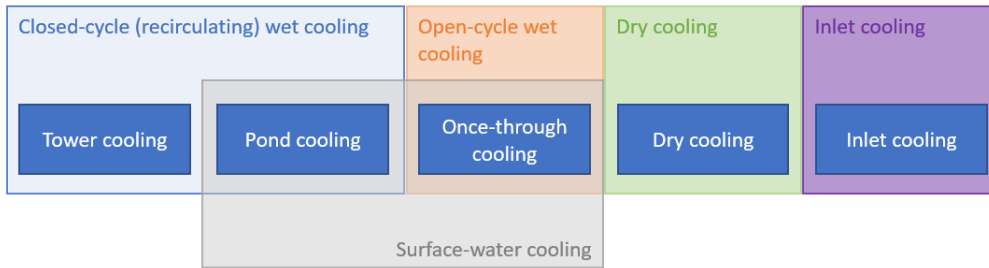 Closed-cycle (recirculating) wet cooling
Open-cycle wet
cooling
Dry cooling
Inlet cooling
Tower cooling
Pond cooling
Once-through
cooling
Dry cooling
Inlet cooling
Surface-water cooling